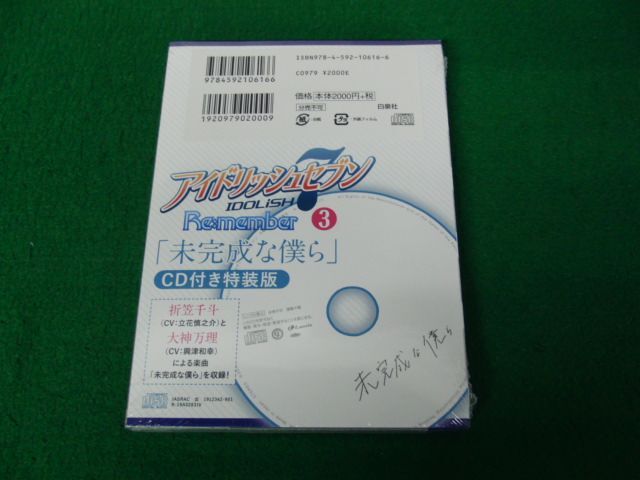 ISBN978-4-592-10616-6
C0979 ¥2000E
9784592106166
価格 本体2000円+税
白泉社
分売不可
1920979020009
アイドリッシュセブン
IDOLiSH7
Re:member 3
「未完成な僕ら」
CD付き特装版
折笠千斗
(CV:立花慎之介)と
大神万理
(CV:興津和幸)
による楽曲
「未完成な僕ら」を収録!
未完成な僕ら